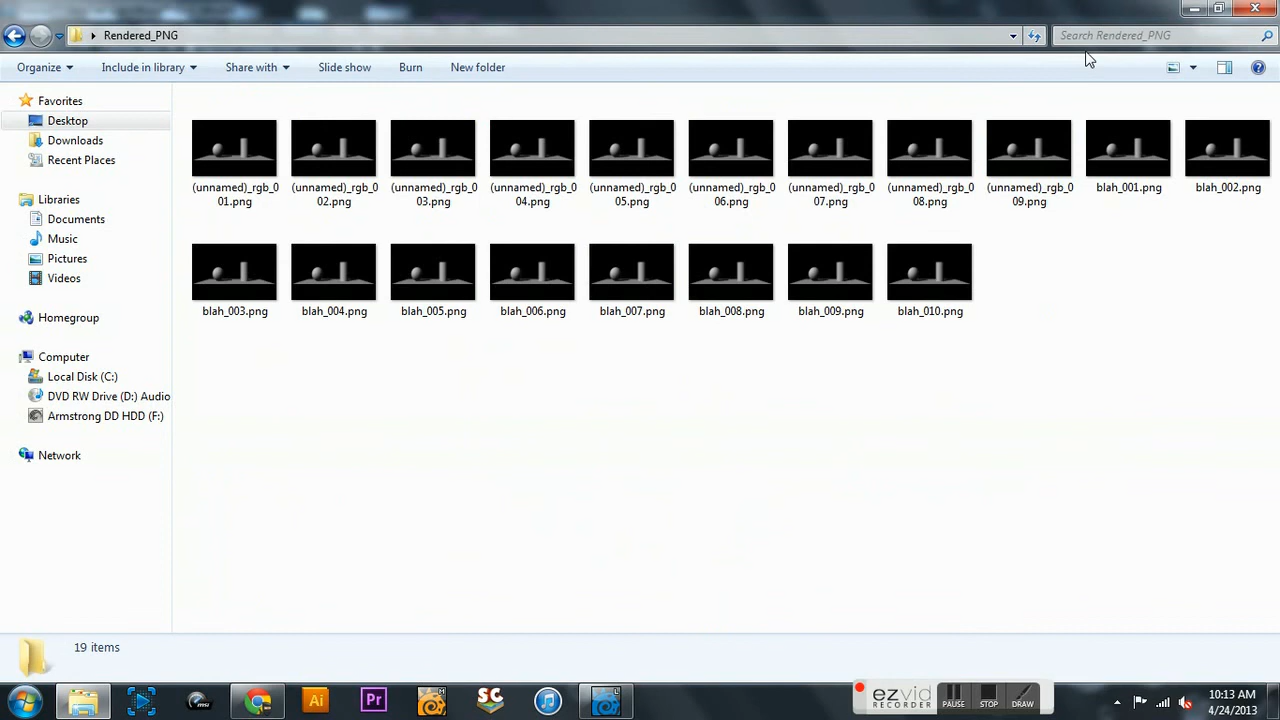 Rendered_PNG
Search Rendered_PNG
Organize
Include in library
Share with
Slide show
Burn
New folder
Favorites
Desktop
Downloads
Recent Places
Libraries
Documents
Music
Pictures
Videos
Homegroup
Computer
Local Disk (C:)
DVD RW Drive (D:) Audio
Armstrong DD HDD (F:)
Network
(unnamed)_rgb_0
01.png
(unnamed)_rgb_0
02.png
(unnamed)_rgb_0
03.png
(unnamed)_rgb_0
04.png
(unnamed)_rgb_0
05.png
(unnamed)_rgb_0
06.png
(unnamed)_rgb_0
07.png
(unnamed)_rgb_0
08.png
(unnamed)_rgb_0
09.png
blah_001.png
blah_002.png
blah_003.png
blah_004.png
blah_005.png
blah_006.png
blah_007.png
blah_008.png
blah_009.png
blah_010.png
19 items
msi
Ai
Pr
M
SC
L
ezvid
RECORDER
PAUSE
STOP
DRAW
10:13 AM
4/24/2013